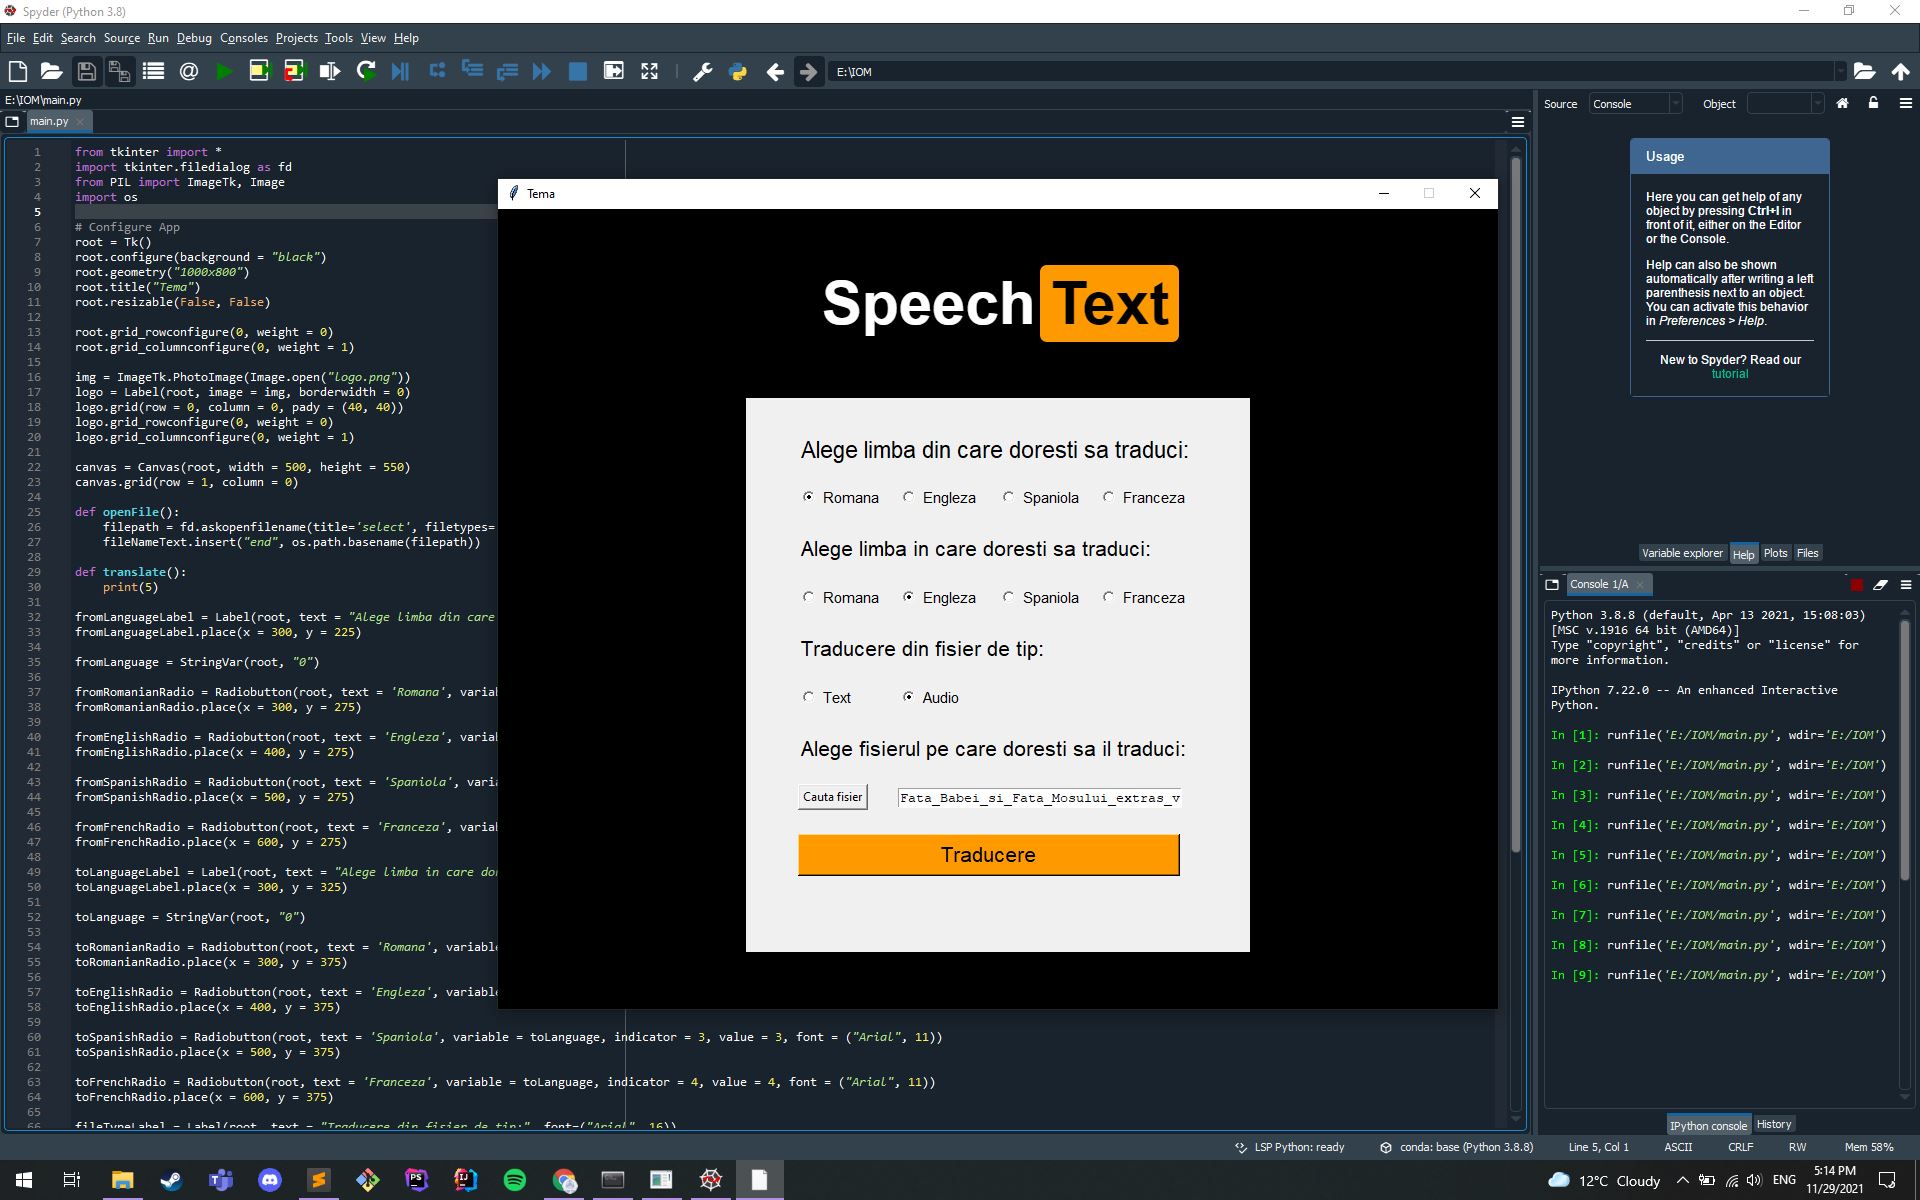 Spyder (Python 3.8)
File Edit Search Source Run Debug Consoles Projects Tools View Help
E:\IOM
E:\IOM\main.py
main.py
1 from tkinter import *
2 import tkinter.filedialog as fd
3 from PIL import ImageTk, Image
4 import os
5
6 # Configure App
7 root = Tk()
8 root.configure(background = "black")
9 root.geometry("1000x800")
10 root.title("Tema")
11 root.resizable(False, False)
12
13 root.grid_rowconfigure(0, weight = 0)
14 root.grid_columnconfigure(0, weight = 1)
15
16 img = ImageTk.PhotoImage(Image.open("logo.png"))
17 logo = Label(root, image = img, borderwidth = 0)
18 logo.grid(row = 0, column = 0, pady = (40, 40))
19 logo.grid_rowconfigure(0, weight = 0)
20 logo.grid_columnconfigure(0, weight = 1)
21
22 canvas = Canvas(root, width = 500, height = 550)
23 canvas.grid(row = 1, column = 0)
24
25 def openFile():
26 filepath = fd.askopenfilename(title='select', filetypes=
27 fileNameText.insert("end", os.path.basename(filepath))
28
29 def translate():
30 print(5)
31
32 fromLanguageLabel = Label(root, text = "Alege limba din care
33 fromLanguageLabel.place(x = 300, y = 225)
34
35 fromLanguage = StringVar(root, "0")
36
37 fromRomanianRadio = Radiobutton(root, text = 'Romana', variab
38 fromRomanianRadio.place(x = 300, y = 275)
39
40 fromEnglishRadio = Radiobutton(root, text = 'Engleza', variab
41 fromEnglishRadio.place(x = 400, y = 275)
42
43 fromSpanishRadio = Radiobutton(root, text = 'Spaniola', varia
44 fromSpanishRadio.place(x = 500, y = 275)
45
46 fromFrenchRadio = Radiobutton(root, text = 'Franceza', variab
47 fromFrenchRadio.place(x = 600, y = 275)
48
49 toLanguageLabel = Label(root, text = "Alege limba in care do
50 toLanguageLabel.place(x = 300, y = 325)
51
52 toLanguage = StringVar(root, "0")
53
54 toRomanianRadio = Radiobutton(root, text = 'Romana', variable
55 toRomanianRadio.place(x = 300, y = 375)
56
57 toEnglishRadio = Radiobutton(root, text = 'Engleza', variable
58 toEnglishRadio.place(x = 400, y = 375)
59
60 toSpanishRadio = Radiobutton(root, text = 'Spaniola', variable = toLanguage, indicator = 3, value = 3, font = ("Arial", 11))
61 toSpanishRadio.place(x = 500, y = 375)
62
63 toFrenchRadio = Radiobutton(root, text = 'Franceza', variable = toLanguage, indicator = 4, value = 4, font = ("Arial", 11))
64 toFrenchRadio.place(x = 600, y = 375)
65
66 fileTypeLabel = Label(root, text = "Traducere din fisier de tip:", font=("Arial", 16))
Tema
Speech Text
Alege limba din care doresti sa traduci:
Romana Engleza Spaniola Franceza
Alege limba in care doresti sa traduci:
Romana Engleza Spaniola Franceza
Traducere din fisier de tip:
Text Audio
Alege fisierul pe care doresti sa il traduci:
Cauta fisier Fata_Babei_si_Fata_Mosului_extras_v
Traducere
Source Console Object
Usage
Here you can get help of any
object by pressing Ctrl+I in
front of it, either on the Editor
or the Console.
Help can also be shown
automatically after writing a left
parenthesis next to an object.
You can activate this behavior
in Preferences > Help.
New to Spyder? Read our
tutorial
Variable explorer Help Plots Files
Console 1/A
Python 3.8.8 (default, Apr 13 2021, 15:08:03)
[MSC v.1916 64 bit (AMD64)]
Type "copyright", "credits" or "license" for
more information.
IPython 7.22.0 -- An enhanced Interactive
Python.
In [1]: runfile('E:/IOM/main.py', wdir='E:/IOM')
In [2]: runfile('E:/IOM/main.py', wdir='E:/IOM')
In [3]: runfile('E:/IOM/main.py', wdir='E:/IOM')
In [4]: runfile('E:/IOM/main.py', wdir='E:/IOM')
In [5]: runfile('E:/IOM/main.py', wdir='E:/IOM')
In [6]: runfile('E:/IOM/main.py', wdir='E:/IOM')
In [7]: runfile('E:/IOM/main.py', wdir='E:/IOM')
In [8]: runfile('E:/IOM/main.py', wdir='E:/IOM')
In [9]: runfile('E:/IOM/main.py', wdir='E:/IOM')
IPython console History
LSP Python: ready conda: base (Python 3.8.8) Line 5, Col 1 ASCII CRLF RW Mem 58%
12°C Cloudy ENG 5:14 PM
11/29/2021